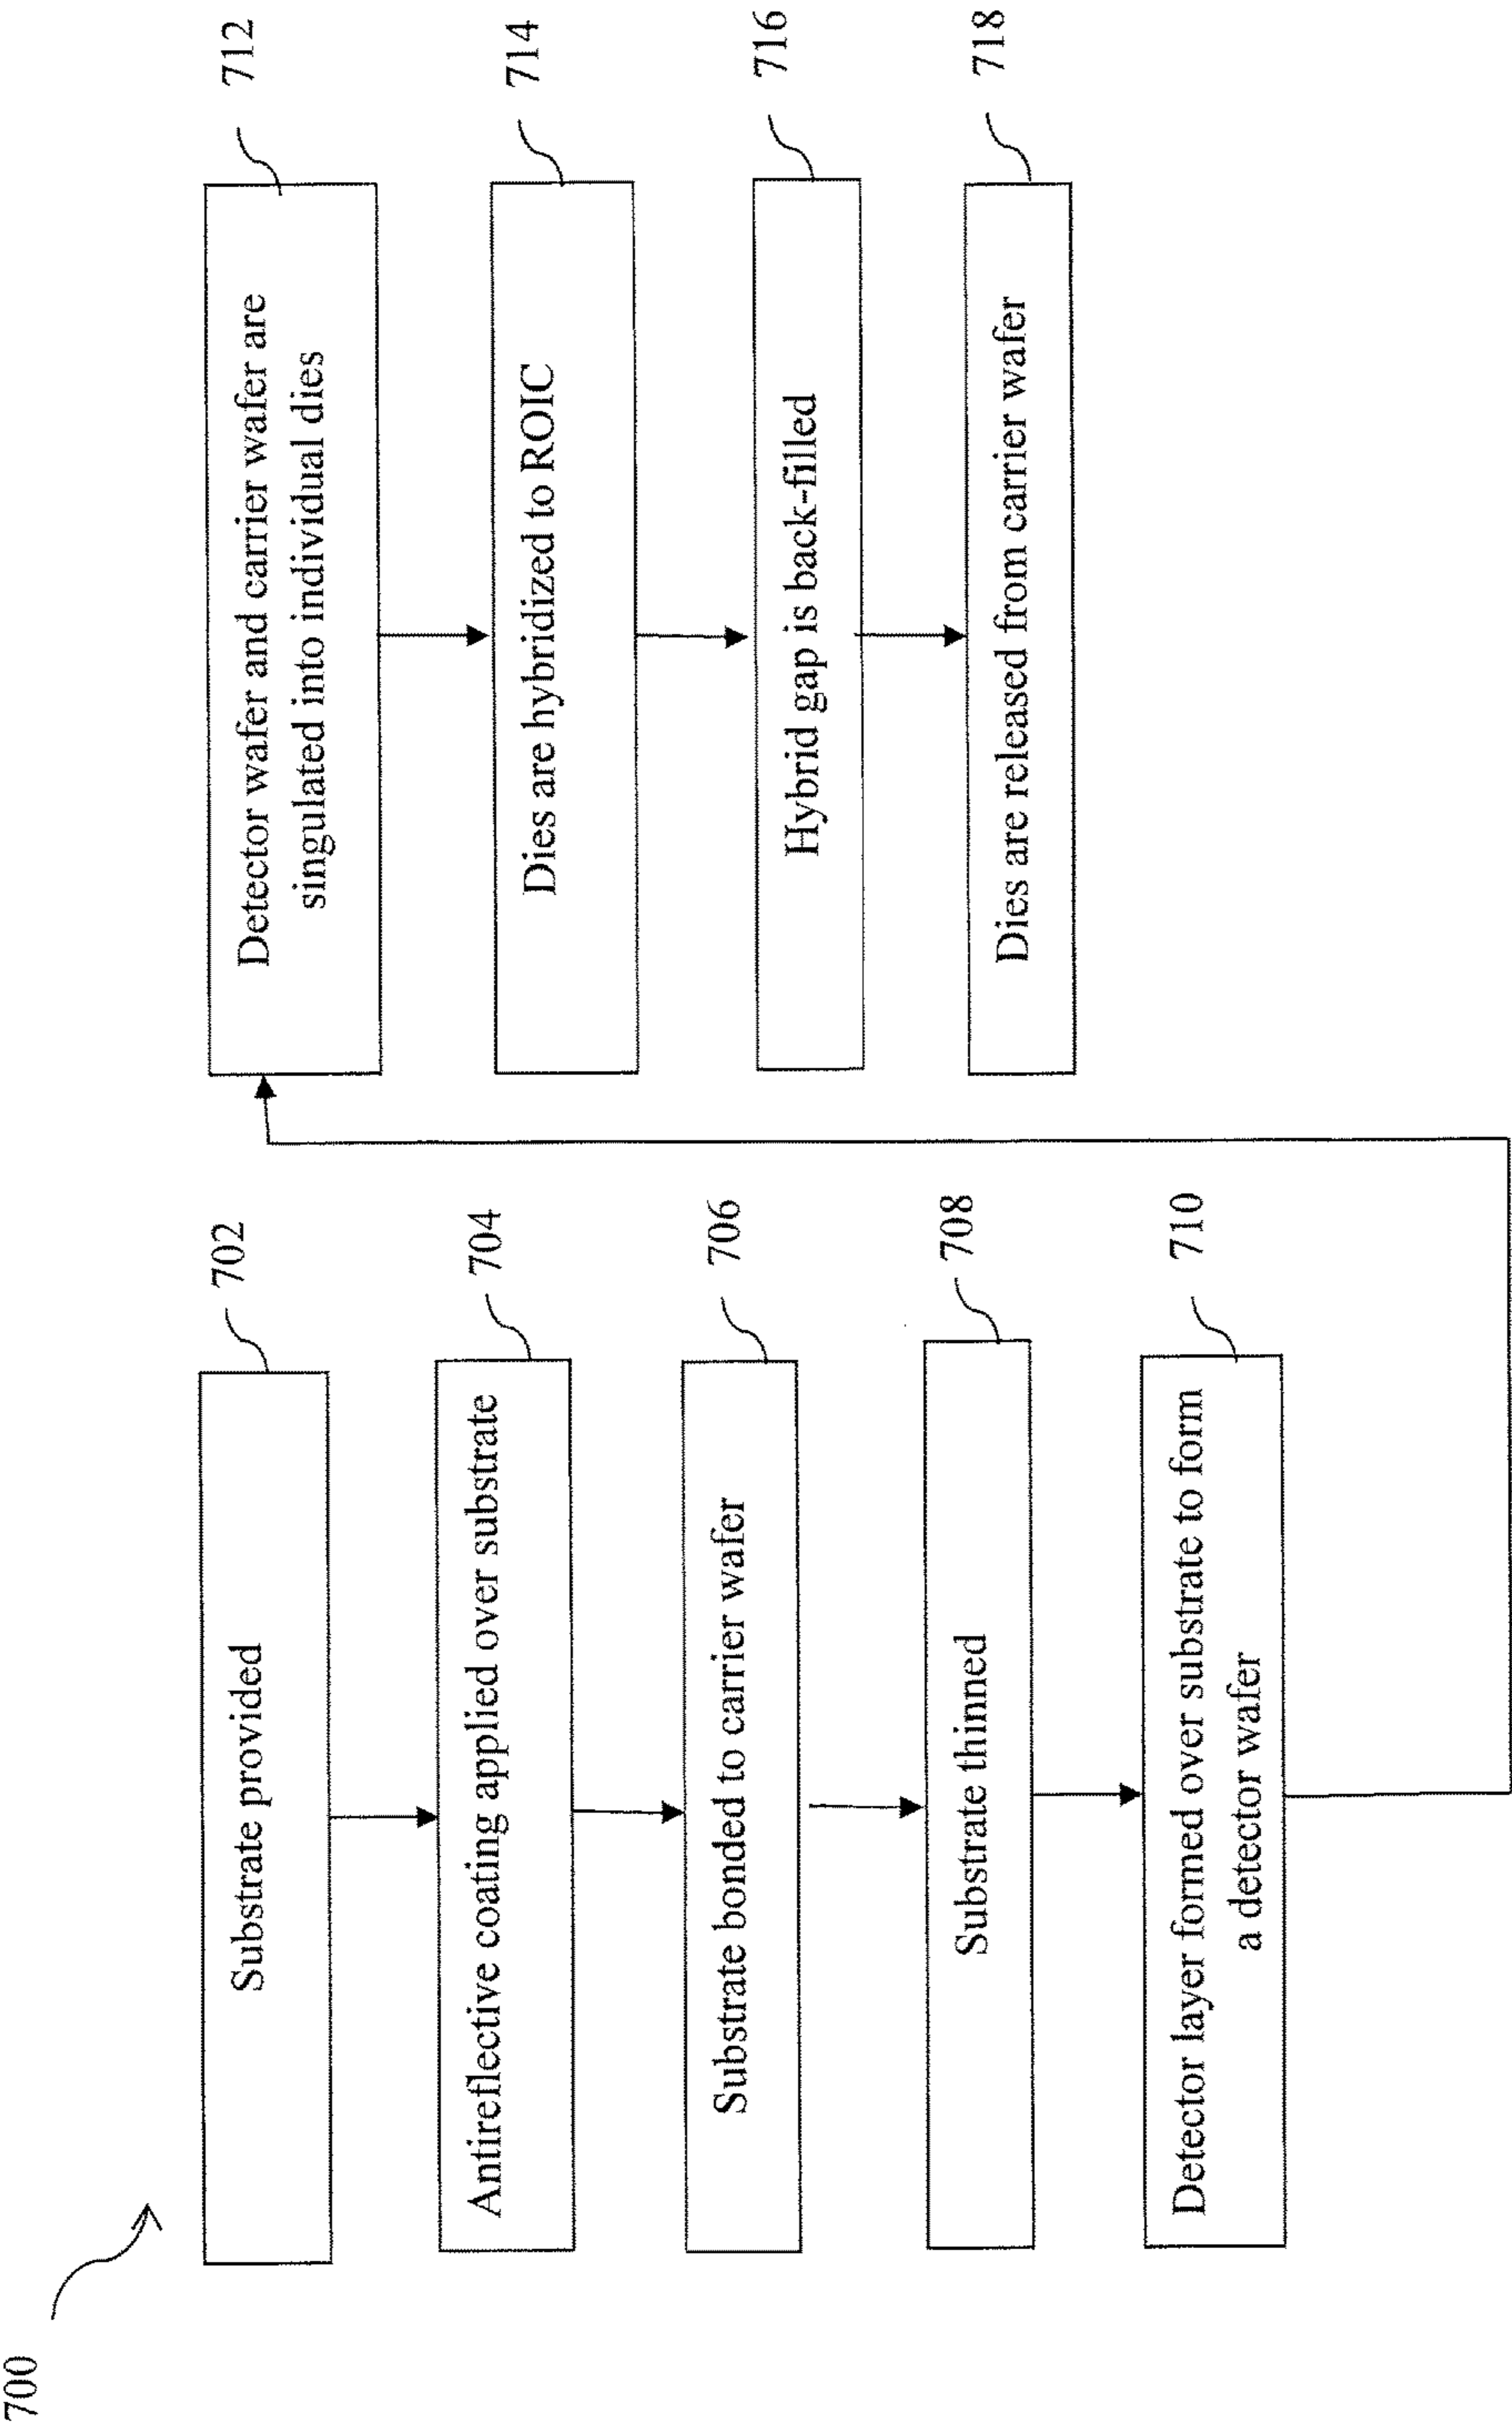 700
Substrate provided
702
Antireflective coating applied over substrate
704
Substrate bonded to carrier wafer
706
Substrate thinned
708
Detector layer formed over substrate to form
a detector wafer
710
Detector wafer and carrier wafer are
singulated into individual dies
712
Dies are hybridized to ROIC
714
Hybrid gap is back-filled
716
Dies are released from carrier wafer
718